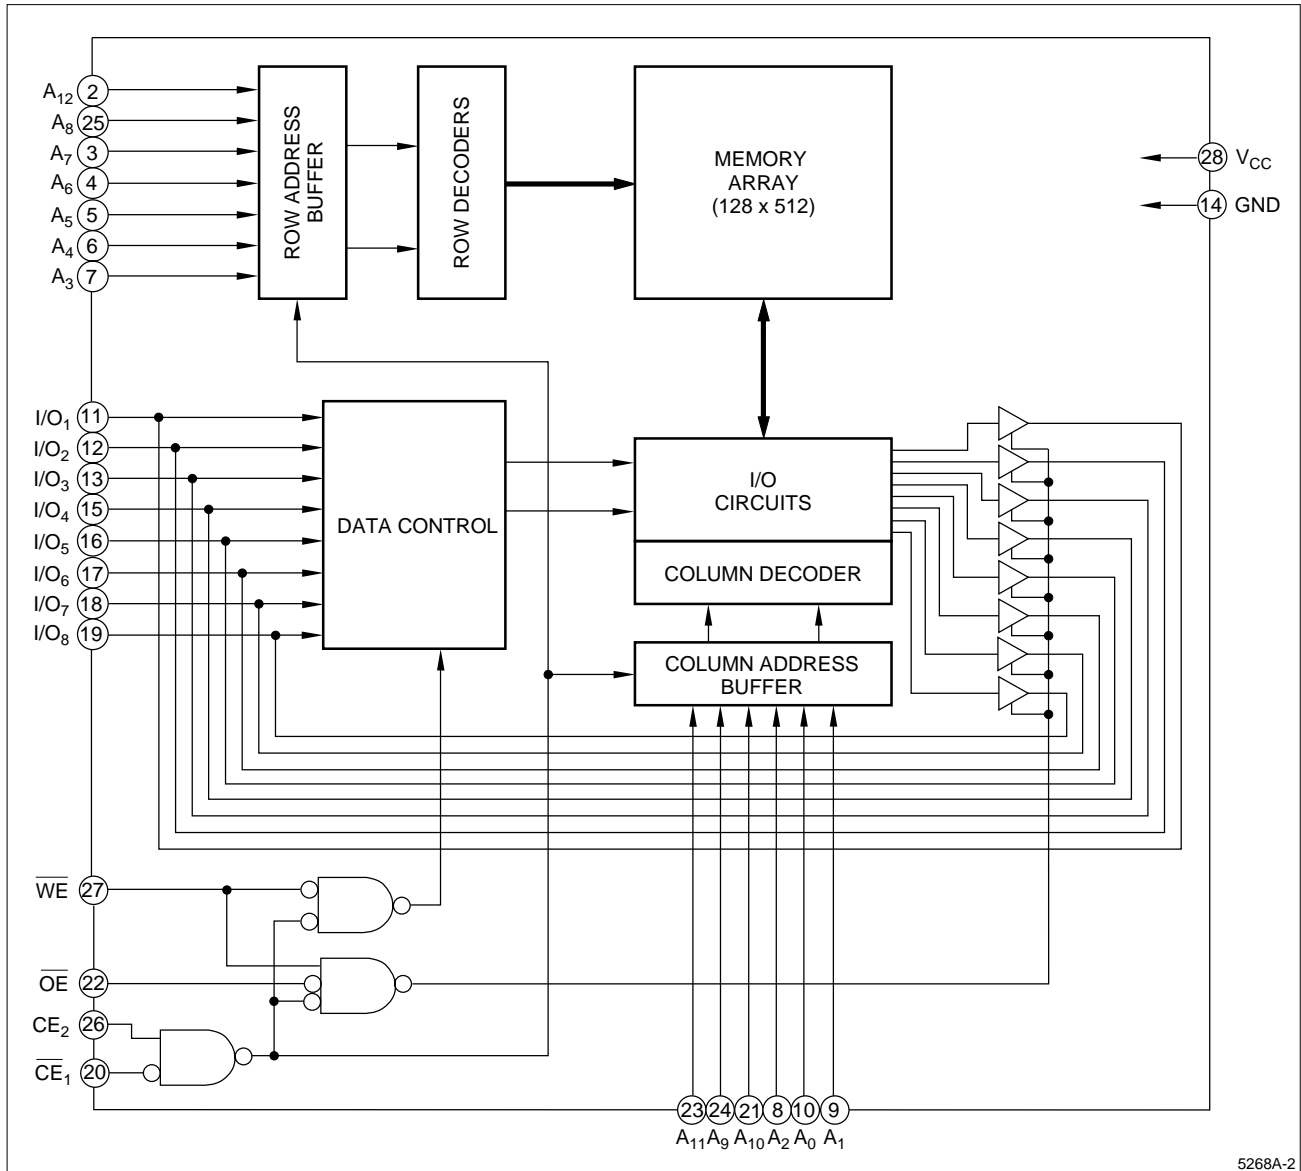 A12 2
A8 25
A7 3
A6 4
A5 5
A4 6
A3 7
ROW ADDRESS
BUFFER
ROW DECODERS
MEMORY
ARRAY
(128 x 512)
28 VCC
14 GND
I/O1 11
I/O2 12
I/O3 13
I/O4 15
I/O5 16
I/O6 17
I/O7 18
I/O8 19
DATA CONTROL
I/O
CIRCUITS
COLUMN DECODER
COLUMN ADDRESS
BUFFER
WE 27
OE 22
CE2 26
CE1 20
23 24 21 8 10 9
A11 A9 A10 A2 A0 A1
5268A-2